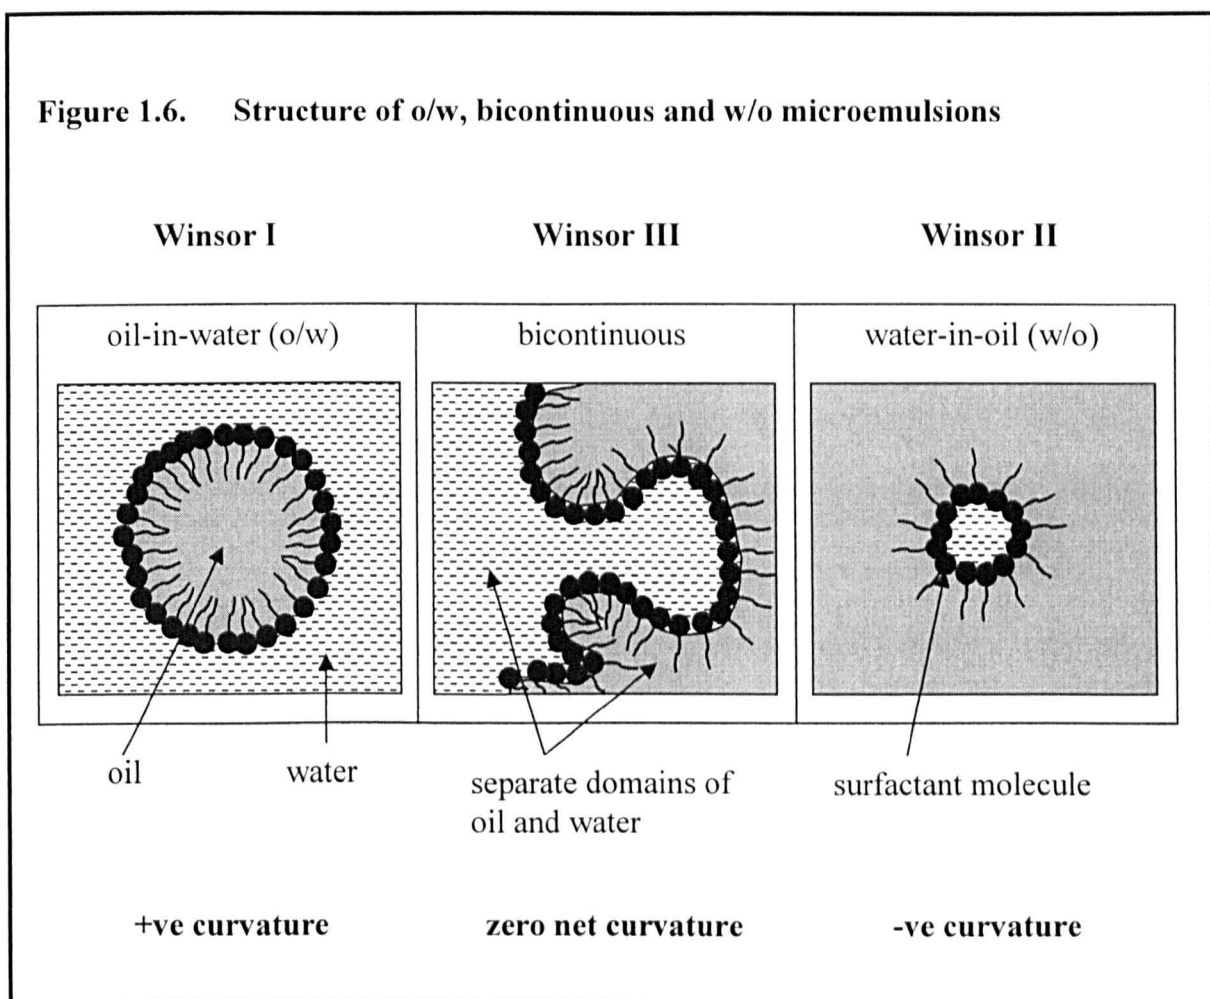 Figure 1.6. Structure of o/w, bicontinuous and w/o microemulsions
Winsor I Winsor III Winsor II
oil-in-water (o/w) bicontinuous water-in-oil (w/o)
oil water separate domains of surfactant molecule
oil and water
+ve curvature zero net curvature -ve curvature